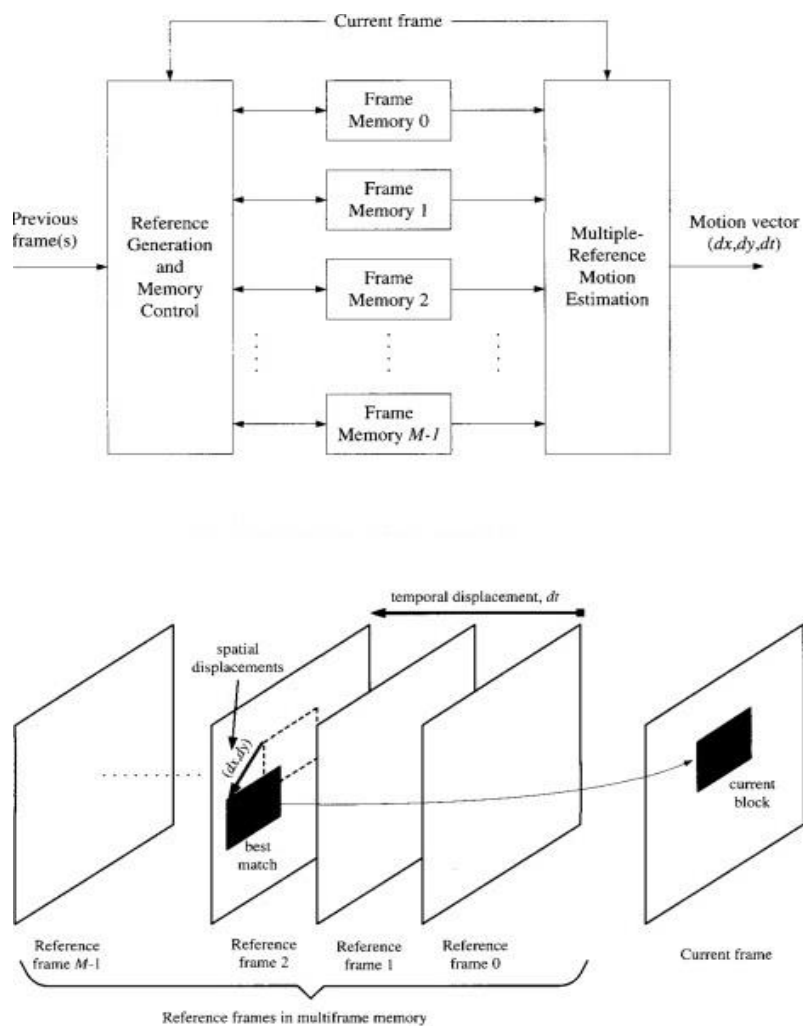 Current frame
Frame
Memory 0
Frame
Memory 1
Previous
frame(s)
Reference
Generation
and
Memory
Control
Multiple-
Reference
Motion
Estimation
Motion vector
(dx,dy,dt)
Frame
Memory 2
Frame
Memory M-1
temporal displacement, dt
spatial
displacements
(dx,dy)
best
match
current
block
Reference
frame M-1
Reference
frame 2
Reference
frame 1
Reference
frame 0
Current frame
Reference frames in multiframe memory